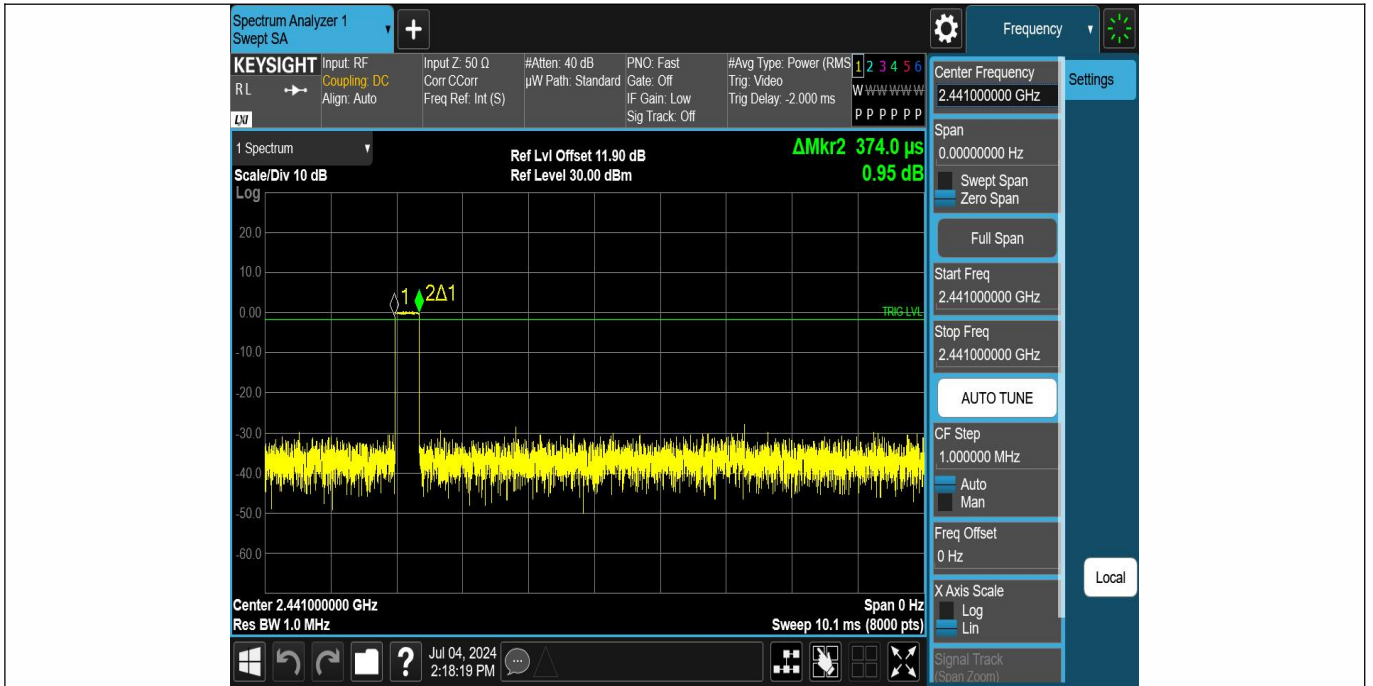 Spectrum Analyzer 1
Swept SA
+
Frequency
KEYSIGHT
R L
LXI
Input: RF
Coupling: DC
Align: Auto
Input Z: 50 Ω
Corr CCorr
Freq Ref: Int (S)
#Atten: 40 dB
µW Path: Standard
PNO: Fast
Gate: Off
IF Gain: Low
Sig Track: Off
#Avg Type: Power (RMS
Trig: Video
Trig Delay: -2.000 ms
1 2 3 4 5 6
W W W W W W
P P P P P P
1 Spectrum
Scale/Div 10 dB
Log
Ref Lvl Offset 11.90 dB
Ref Level 30.00 dBm
ΔMkr2 374.0 µs
0.95 dB
20.0
10.0
0.00
-10.0
-20.0
-30.0
-40.0
-50.0
-60.0
1
2Δ1
TRIG LVL
Center 2.441000000 GHz
Res BW 1.0 MHz
Span 0 Hz
Sweep 10.1 ms (8000 pts)
Center Frequency
2.441000000 GHz
Settings
Span
0.00000000 Hz
Swept Span
Zero Span
Full Span
Start Freq
2.441000000 GHz
Stop Freq
2.441000000 GHz
AUTO TUNE
CF Step
1.000000 MHz
Auto
Man
Freq Offset
0 Hz
X Axis Scale
Log
Lin
Signal Track
(Span Zoom)
Local
?
Jul 04, 2024
2:18:19 PM